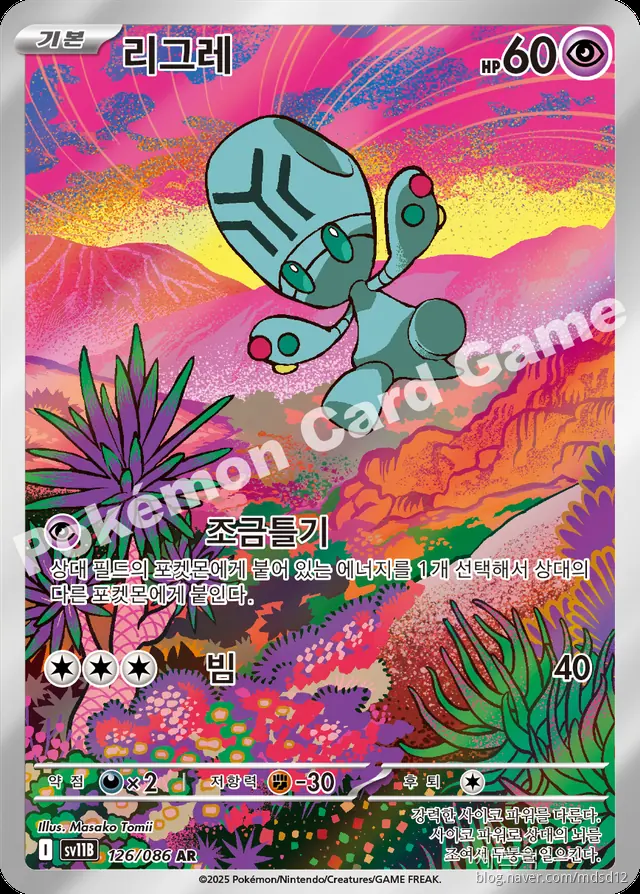 기본 리그레 HP 60
조금틀기
상대 필드의 포켓몬에게 붙어 있는 에너지를 1개 선택해서 상대의
다른 포켓몬에게 붙인다.
빔 40
약점 ×2 저항력 -30 후퇴
Illus. Masako Tomii
강력한 사이코 파워를 다룬다.
사이코 파워로 상대의 뇌를
조여서 두통을 일으킨다.
I sv11B 126/086 AR
©2025 Pokémon/Nintendo/Creatures/GAME FREAK.
Pokémon Card Game
blog.naver.com/mdsd12